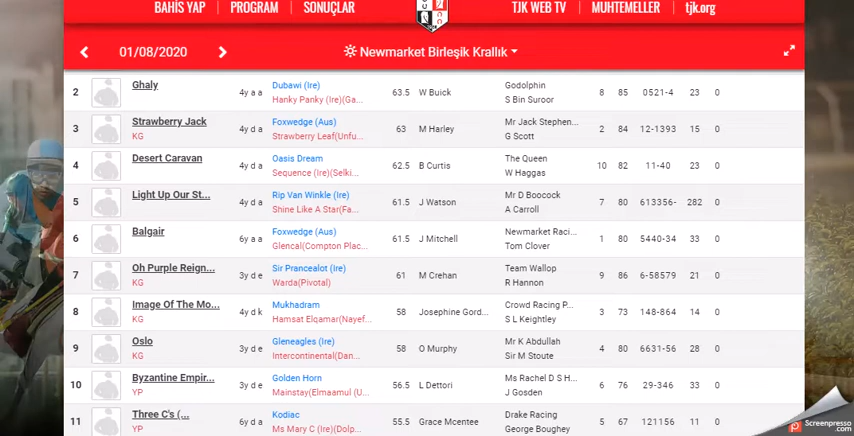 BAHİS YAP
PROGRAM
SONUÇLAR
TJK WEB TV
MUHTEMELLER
tjk.org
01/08/2020
Newmarket Birleşik Krallık
2 Ghaly 4y a a Dubawi (Ire) Hanky Panky (Ire)(Ga... 63.5 W Buick Godolphin S Bin Suroor 8 85 0521-4 23 0
3 Strawberry Jack KG 4y d a Foxwedge (Aus) Strawberry Leaf(Unfu... 63 M Harley Mr Jack Stephen... G Scott 2 84 12-1393 15 0
4 Desert Caravan 4y d a Oasis Dream Sequence (Ire)(Selki... 62.5 B Curtis The Queen W Haggas 10 82 11-40 23 0
5 Light Up Our St... 4y d a Rip Van Winkle (Ire) Shine Like A Star(Fa... 61.5 J Watson Mr D Boocock A Carroll 7 80 613356- 282 0
6 Balgair 6y a a Foxwedge (Aus) Glencal(Compton Plac... 61.5 J Mitchell Newmarket Raci... Tom Clover 1 80 5440-34 33 0
7 Oh Purple Reign... KG 3y d e Sir Prancealot (Ire) Warda(Pivotal) 61 M Crehan Team Wallop R Hannon 9 86 6-58579 21 0
8 Image Of The Mo... KG 4y d k Mukhadram Hamsat Elqamar(Nayef... 58 Josephine Gord... Crowd Racing P... S L Keightley 3 73 148-864 14 0
9 Oslo KG 3y d e Gleneagles (Ire) Intercontinental(Dan... 58 O Murphy Mr K Abdullah Sir M Stoute 4 80 6631-56 28 0
10 Byzantine Empir... YP 3y d e Golden Horn Mainstay(Elmaamul (U... 56.5 L Dettori Ms Rachel D S H... J Gosden 6 76 29-346 33 0
11 Three C's (... YP 6y d a Kodiac Ms Mary C (Ire)(Dolp... 55.5 Grace Mcentee Drake Racing George Boughey 5 67 121156 11 0
Screenpresso
.com